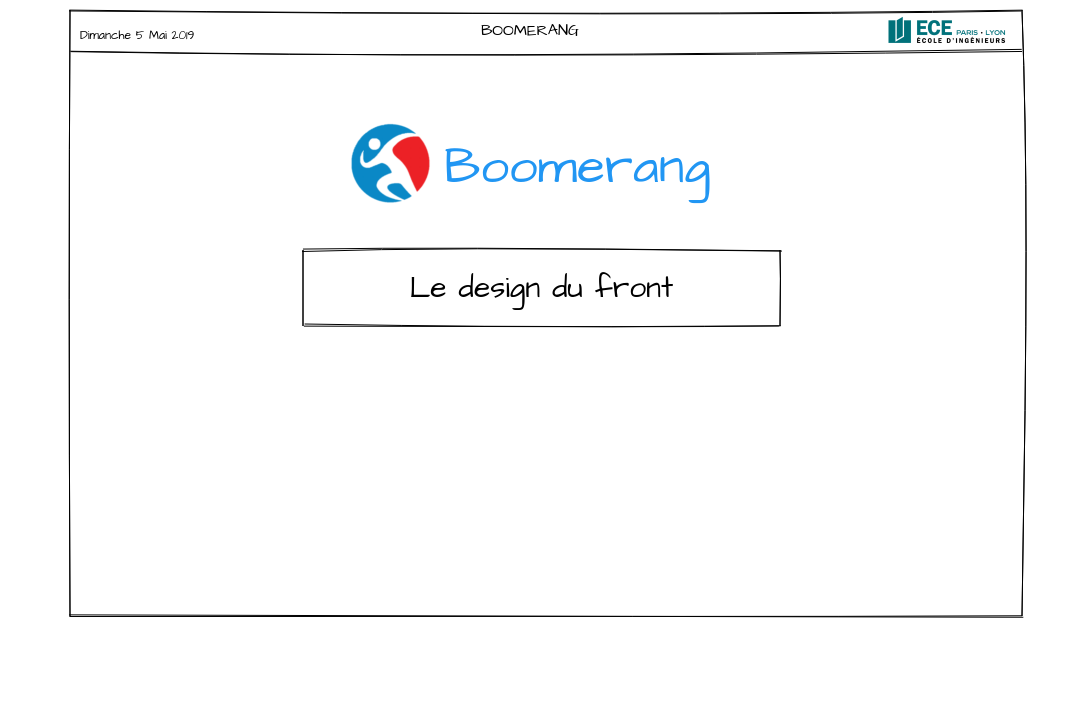 Dimanche 5 Mai 2019
BOOMERANG
ECE PARIS • LYON
ÉCOLE D'INGÉNIEURS
Boomerang
Le design du front